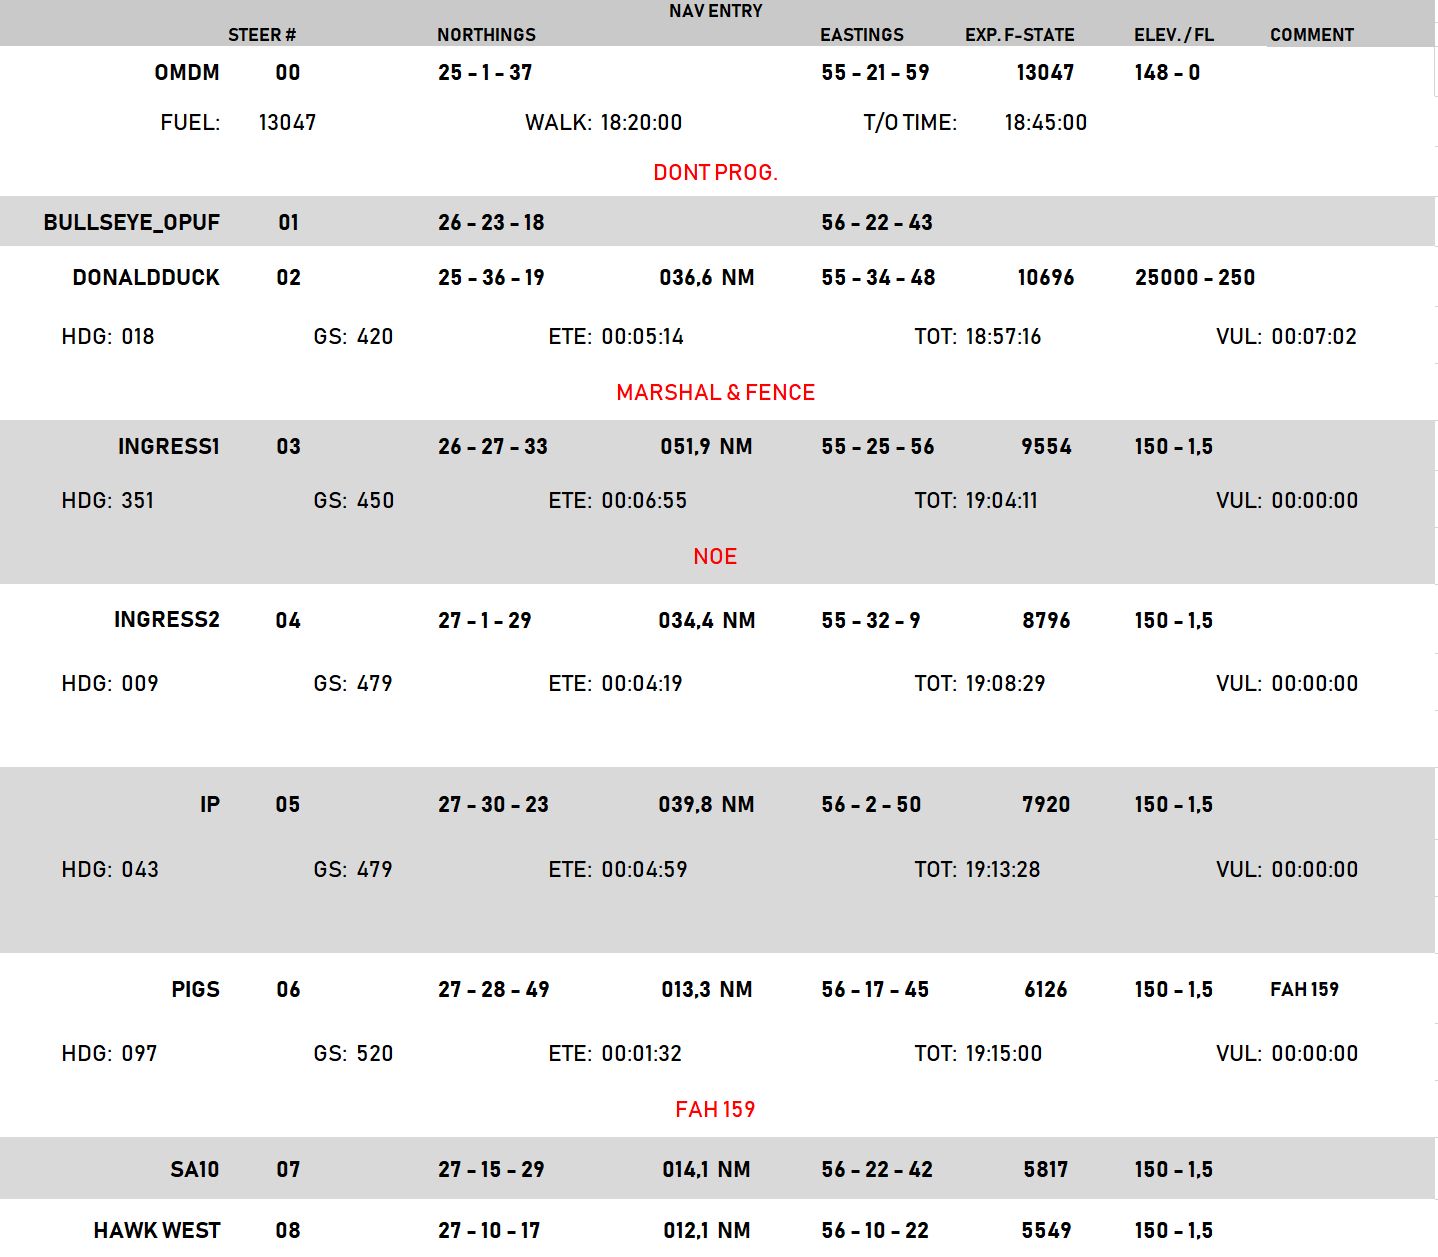 NAV ENTRY
STEER # NORTHINGS EASTINGS EXP. F-STATE ELEV. / FL COMMENT
OMDM 00 25 - 1 - 37 55 - 21 - 59 13047 148 - 0
FUEL: 13047 WALK: 18:20:00 T/O TIME: 18:45:00
DONT PROG.
BULLSEYE_OPUF 01 26 - 23 - 18 56 - 22 - 43
DONALDDUCK 02 25 - 36 - 19 036,6 NM 55 - 34 - 48 10696 25000 - 250
HDG: 018 GS: 420 ETE: 00:05:14 TOT: 18:57:16 VUL: 00:07:02
MARSHAL & FENCE
INGRESS1 03 26 - 27 - 33 051,9 NM 55 - 25 - 56 9554 150 - 1,5
HDG: 351 GS: 450 ETE: 00:06:55 TOT: 19:04:11 VUL: 00:00:00
NOE
INGRESS2 04 27 - 1 - 29 034,4 NM 55 - 32 - 9 8796 150 - 1,5
HDG: 009 GS: 479 ETE: 00:04:19 TOT: 19:08:29 VUL: 00:00:00
IP 05 27 - 30 - 23 039,8 NM 56 - 2 - 50 7920 150 - 1,5
HDG: 043 GS: 479 ETE: 00:04:59 TOT: 19:13:28 VUL: 00:00:00
PIGS 06 27 - 28 - 49 013,3 NM 56 - 17 - 45 6126 150 - 1,5 FAH 159
HDG: 097 GS: 520 ETE: 00:01:32 TOT: 19:15:00 VUL: 00:00:00
FAH 159
SA10 07 27 - 15 - 29 014,1 NM 56 - 22 - 42 5817 150 - 1,5
HAWK WEST 08 27 - 10 - 17 012,1 NM 56 - 10 - 22 5549 150 - 1,5